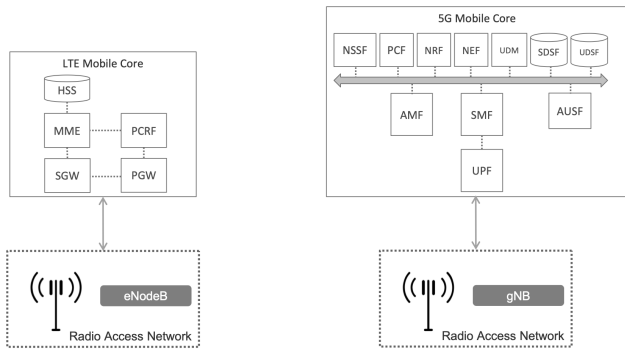 LTE Mobile Core
HSS
MME
PCRF
SGW
PGW
eNodeB
Radio Access Network
5G Mobile Core
NSSF
PCF
NRF
NEF
UDM
SDSF
UDSF
AMF
SMF
AUSF
UPF
gNB
Radio Access Network